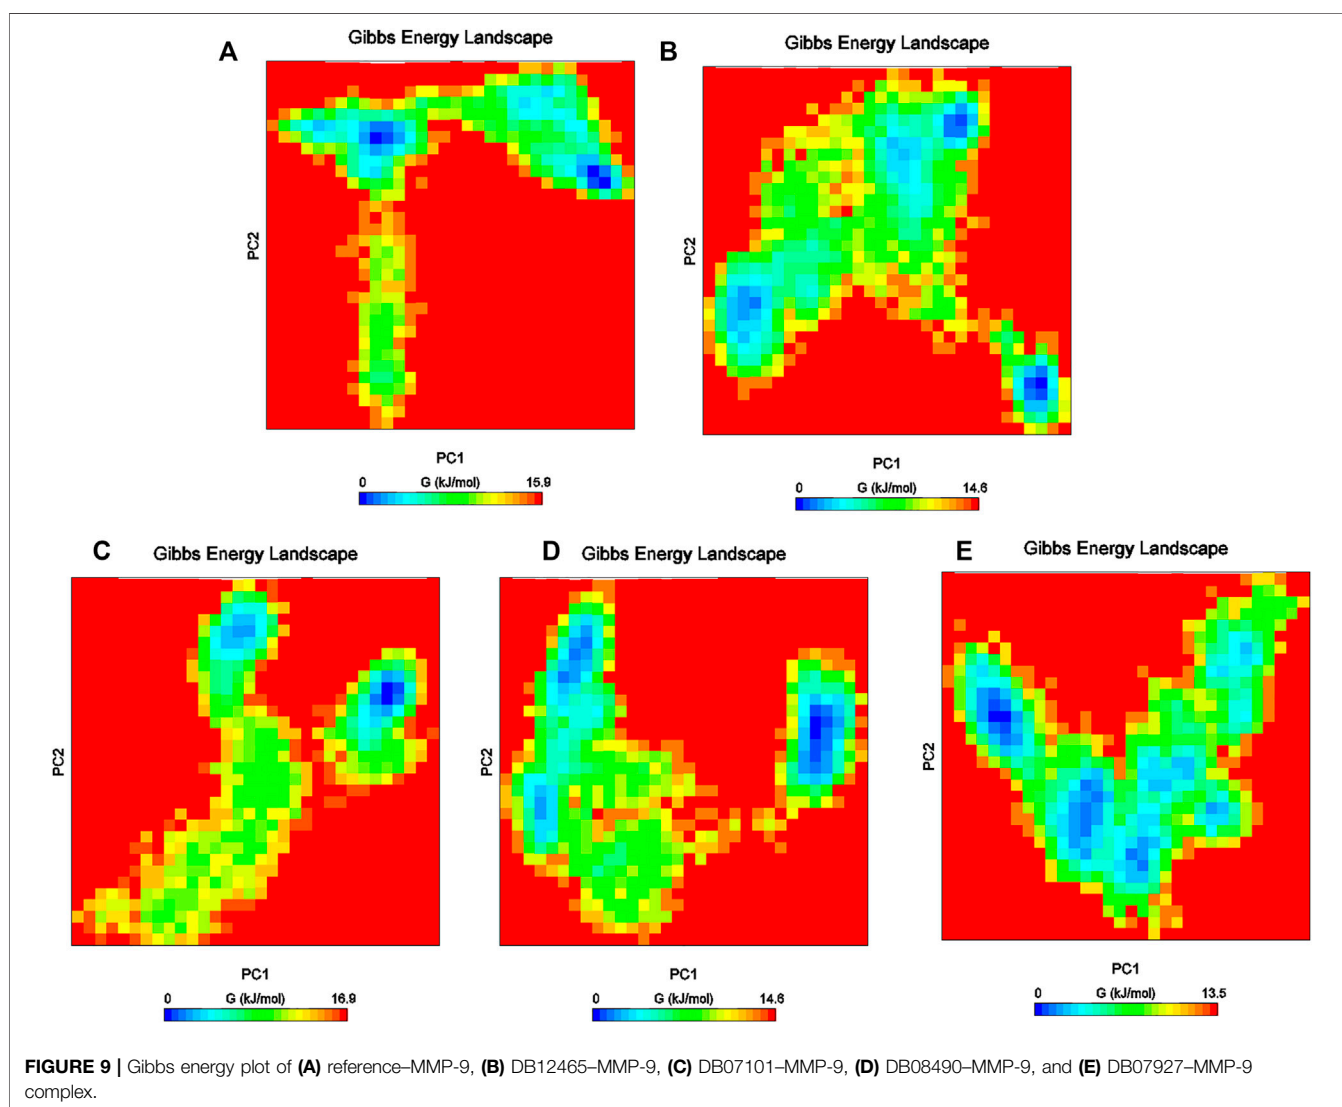 A
Gibbs Energy Landscape
PC2
PC1
0 G (kJ/mol) 15.9
B
Gibbs Energy Landscape
PC2
PC1
0 G (kJ/mol) 14.6
C
Gibbs Energy Landscape
PC2
PC1
0 G (kJ/mol) 16.9
D
Gibbs Energy Landscape
PC2
PC1
0 G (kJ/mol) 14.6
E
Gibbs Energy Landscape
PC2
PC1
0 G (kJ/mol) 13.5
FIGURE 9 | Gibbs energy plot of (A) reference–MMP-9, (B) DB12465–MMP-9, (C) DB07101–MMP-9, (D) DB08490–MMP-9, and (E) DB07927–MMP-9
complex.